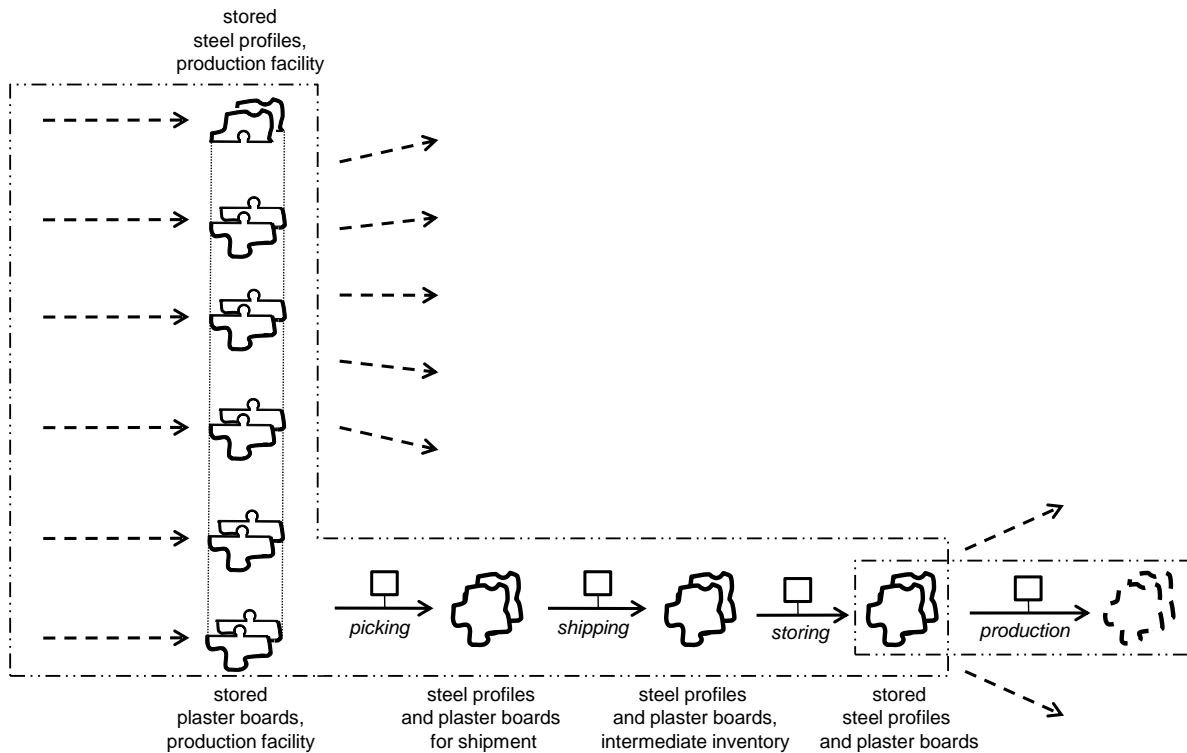 stored
steel profiles,
production facility
picking
shipping
storing
production
stored
plaster boards,
production facility
steel profiles
and plaster boards
for shipment
steel profiles
and plaster boards,
intermediate inventory
stored
steel profiles
and plaster boards